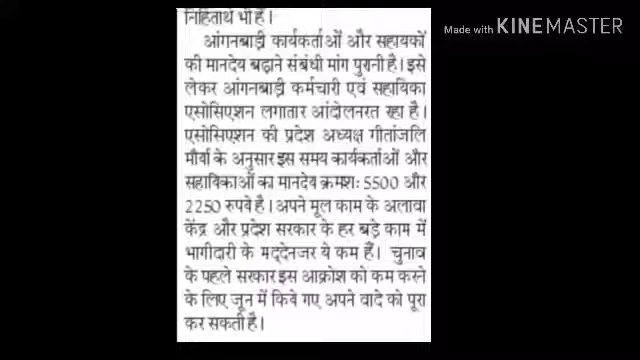 निहितार्थ भी हैं।
Made with KINEMASTER
आंगनबाड़ी कार्यकर्ताओं और सहायकों
की मानदेय बढ़ाने संबंधी मांग पुरानी है। इसे
लेकर आंगनबाड़ी कर्मचारी एवं सहायिका
एसोसिएशन लगातार आंदोलनरत रहा है।
एसोसिएशन की प्रदेश अध्यक्ष गीतांजलि
मौर्या के अनुसार इस समय कार्यकर्ताओं और
सहायिकाओं का मानदेय क्रमश: 5500 और
2250 रुपये है। अपने मूल काम के अलावा
केंद्र और प्रदेश सरकार के हर बड़े काम में
भागीदारी के मद्देनजर ये कम हैं। चुनाव
के पहले सरकार इस आक्रोश को कम करने
के लिए जून में किये गए अपने वादे को पूरा
कर सकती है।